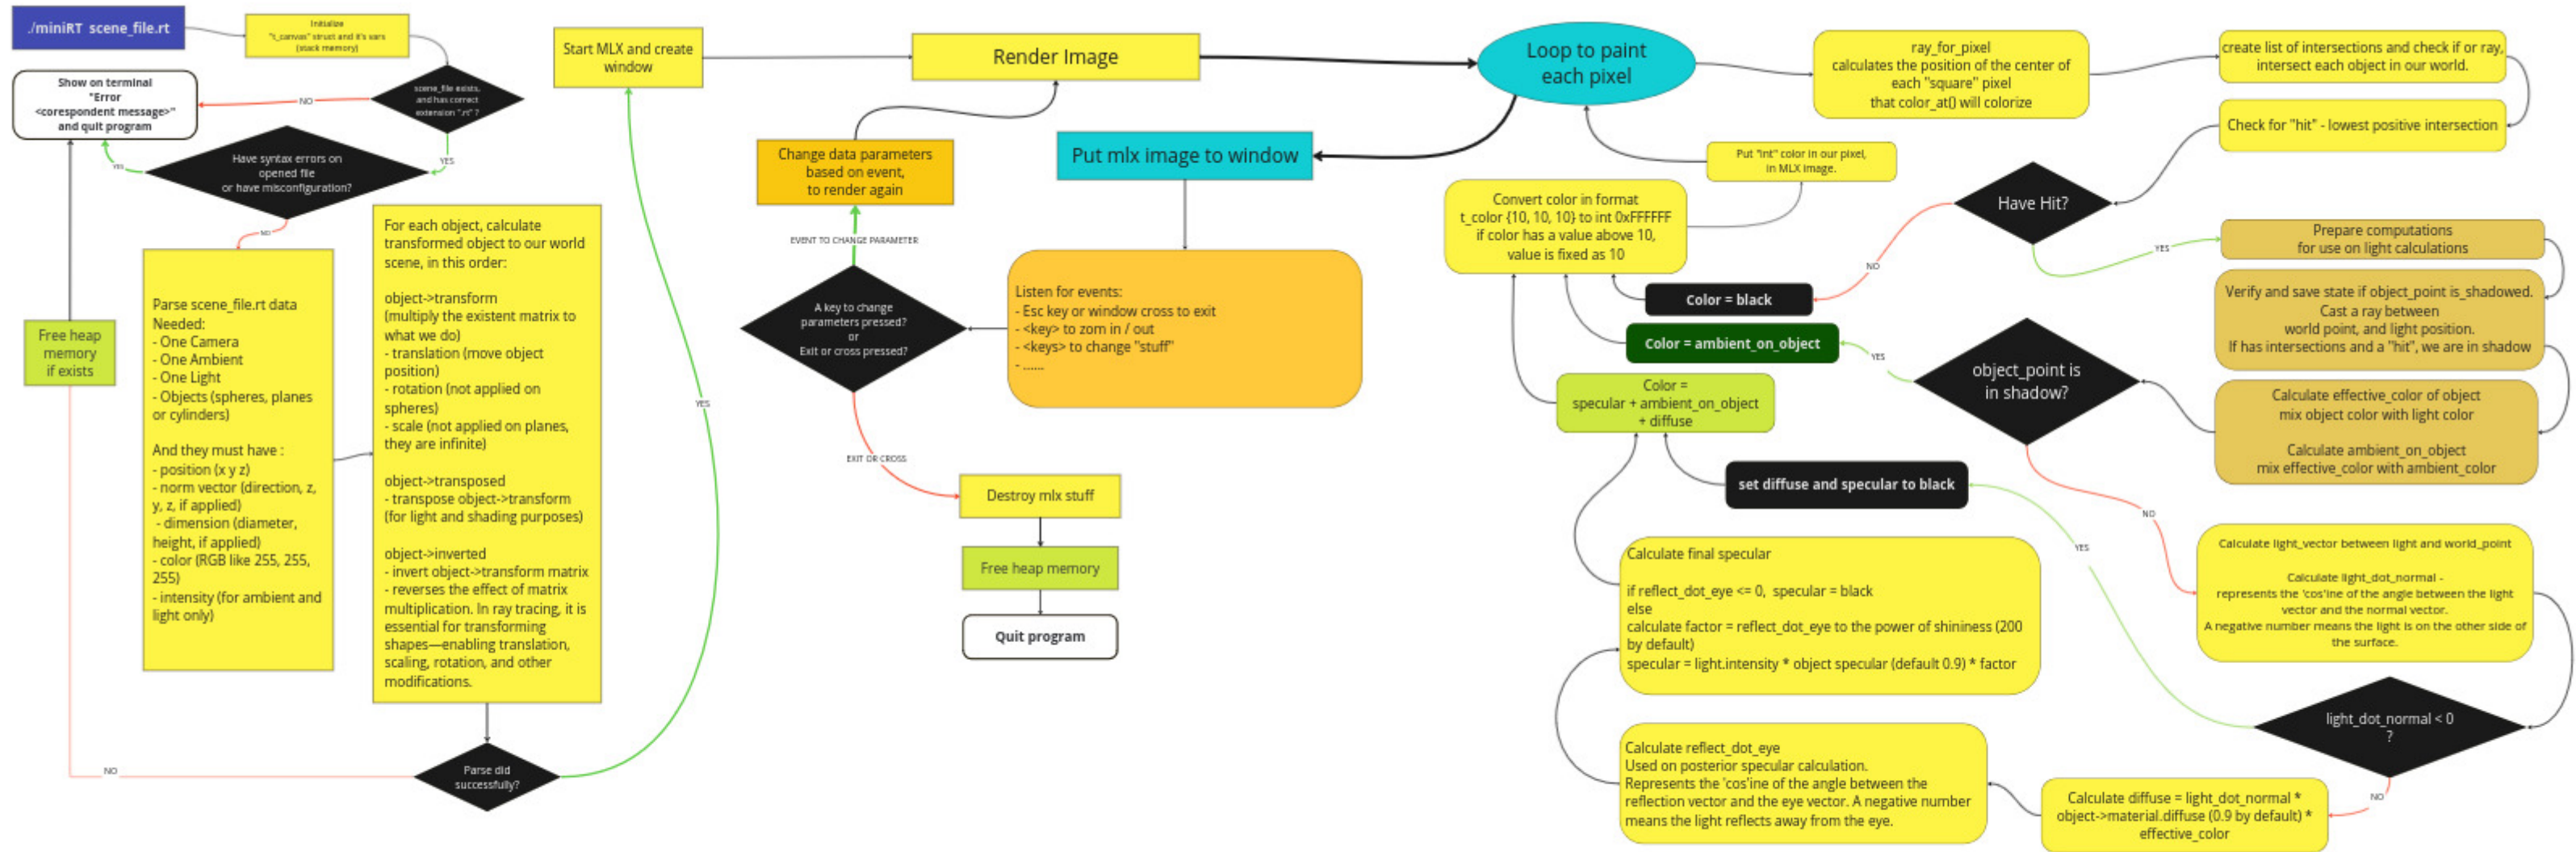 ./miniRT scene_file.rt
Initialize
"t_canvas" struct and it's vars
(stack memory)
scene_file exists,
and has correct
extension ".rt" ?
NO
YES
Show on terminal
"Error
<corespondent message>"
and quit program
Have syntax errors on
opened file
or have misconfiguration?
YES
NO
Parse scene_file.rt data
Needed:
- One Camera
- One Ambient
- One Light
- Objects (spheres, planes
or cylinders)
And they must have :
- position (x y z)
- norm vector (direction, z,
y, z, if applied)
- dimension (diameter,
height, if applied)
- color (RGB like 255, 255,
255)
- intensity (for ambient and
light only)
Free heap
memory
if exists
For each object, calculate
transformed object to our world
scene, in this order:
object->transform
(multiply the existent matrix to
what we do)
- translation (move object
position)
- rotation (not applied on
spheres)
- scale (not applied on planes,
they are infinite)
object->transposed
- transpose object->transform
(for light and shading purposes)
object->inverted
- invert object->transform matrix
- reverses the effect of matrix
multiplication. In ray tracing, it is
essential for transforming
shapes—enabling translation,
scaling, rotation, and other
modifications.
Parse did
successfully?
NO
YES
Start MLX and create
window
Render Image
Change data parameters
based on event,
to render again
EVENT TO CHANGE PARAMETER
A key to change
parameters pressed?
or
Exit or cross pressed?
EXIT OR CROSS
Put mlx image to window
Listen for events:
- Esc key or window cross to exit
- <key> to zom in / out
- <keys> to change "stuff"
- ......
Destroy mlx stuff
Free heap memory
Quit program
Loop to paint
each pixel
ray_for_pixel
calculates the position of the center of
each "square" pixel
that color_at() will colorize
create list of intersections and check if or ray,
intersect each object in our world.
Check for "hit" - lowest positive intersection
Have Hit?
NO
YES
Put "int" color in our pixel,
in MLX image.
Convert color in format
t_color {10, 10, 10} to int 0xFFFFFF
if color has a value above 10,
value is fixed as 10
Color = black
Color = ambient_on_object
Color =
specular + ambient_on_object
+ diffuse
Prepare computations
for use on light calculations
Verify and save state if object_point is_shadowed.
Cast a ray between
world point, and light position.
If has intersections and a "hit", we are in shadow
Calculate effective_color of object
mix object color with light color
Calculate ambient_on_object
mix effective_color with ambient_color
object_point is
in shadow?
YES
NO
set diffuse and specular to black
Calculate light_vector between light and world_point
Calculate light_dot_normal -
represents the 'cos'ine of the angle between the light
vector and the normal vector.
A negative number means the light is on the other side of
the surface.
light_dot_normal < 0
?
YES
NO
Calculate diffuse = light_dot_normal *
object->material.diffuse (0.9 by default) *
effective_color
Calculate reflect_dot_eye
Used on posterior specular calculation.
Represents the 'cos'ine of the angle between the
reflection vector and the eye vector. A negative number
means the light reflects away from the eye.
Calculate final specular
if reflect_dot_eye <= 0, specular = black
else
calculate factor = reflect_dot_eye to the power of shininess (200
by default)
specular = light.intensity * object specular (default 0.9) * factor